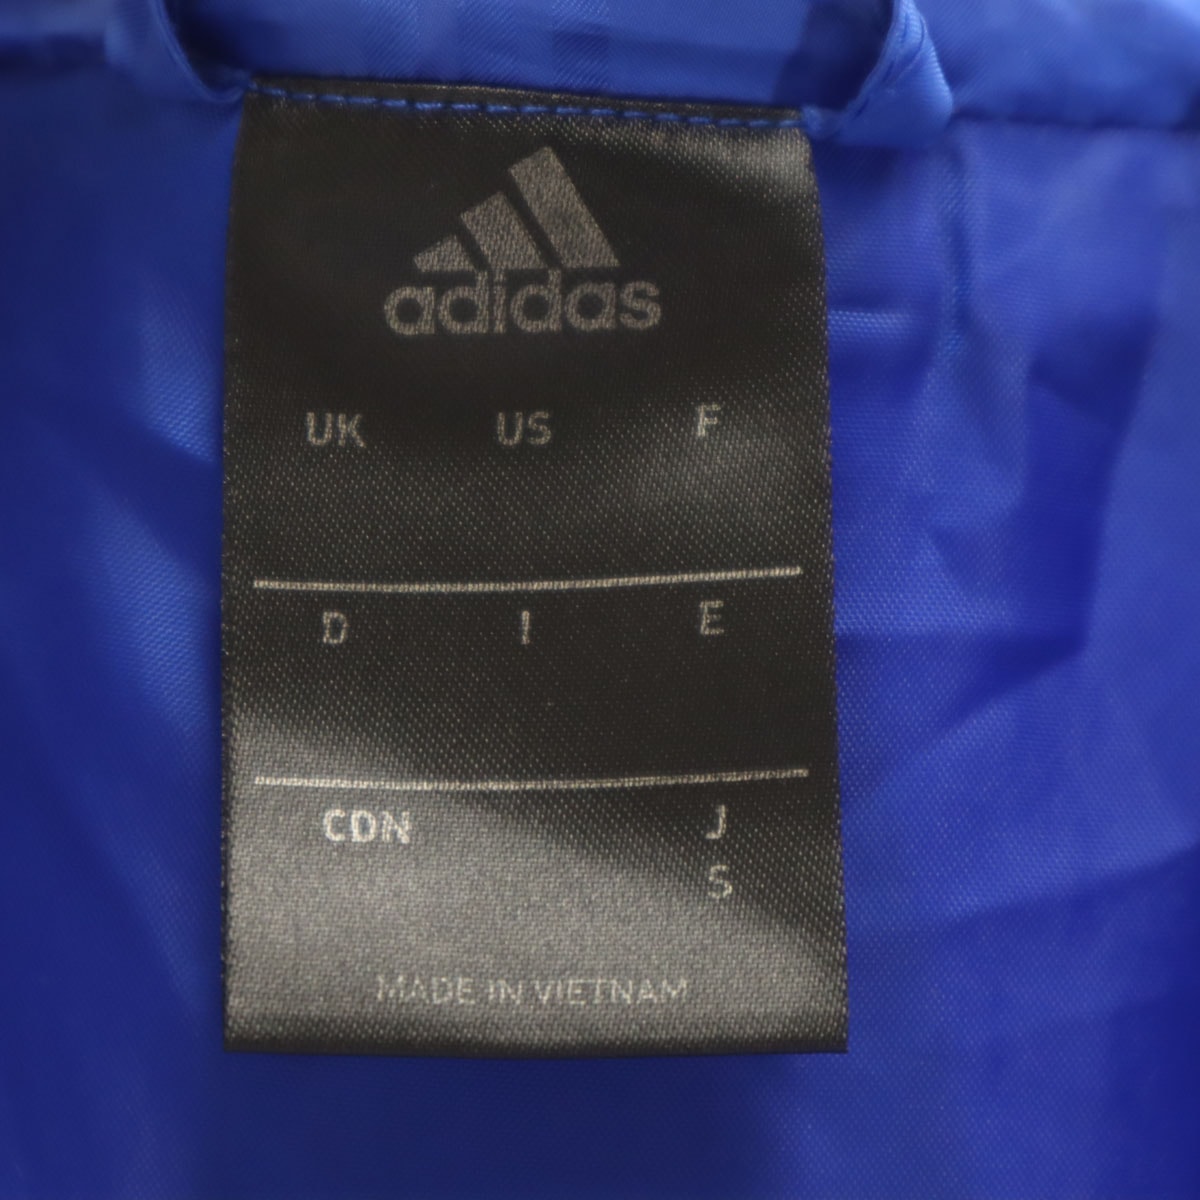 adidas
UK US F
D I E
CDN J
S
MADE IN VIETNAM